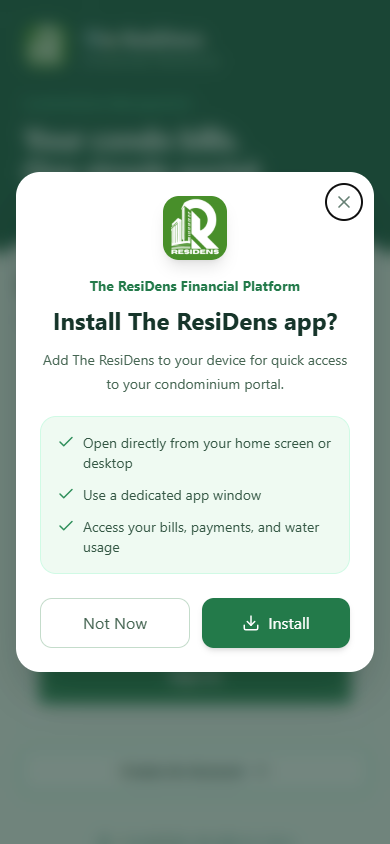 RESIDENS
The ResiDens Financial Platform
Install The ResiDens app?
Add The ResiDens to your device for quick access
to your condominium portal.
Open directly from your home screen or
desktop
Use a dedicated app window
Access your bills, payments, and water
usage
Not Now
Install